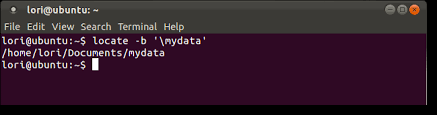 lori@ubuntu: ~
File Edit View Search Terminal Help
lori@ubuntu:~$ locate -b '\mydata'
/home/lori/Documents/mydata
lori@ubuntu:~$